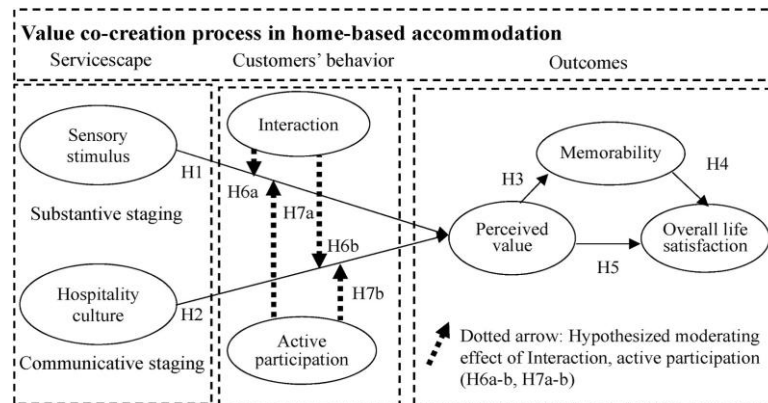 Value co-creation process in home-based accommodation
Servicescape
Customers' behavior
Outcomes
Sensory
stimulus
Substantive staging
Hospitality
culture
Communicative staging
H1
H2
Interaction
H6a
H7a
H6b
H7b
Active
participation
Perceived
value
H3
Memorability
H4
Overall life
satisfaction
H5
Dotted arrow: Hypothesized moderating
effect of Interaction, active participation
(H6a-b, H7a-b)